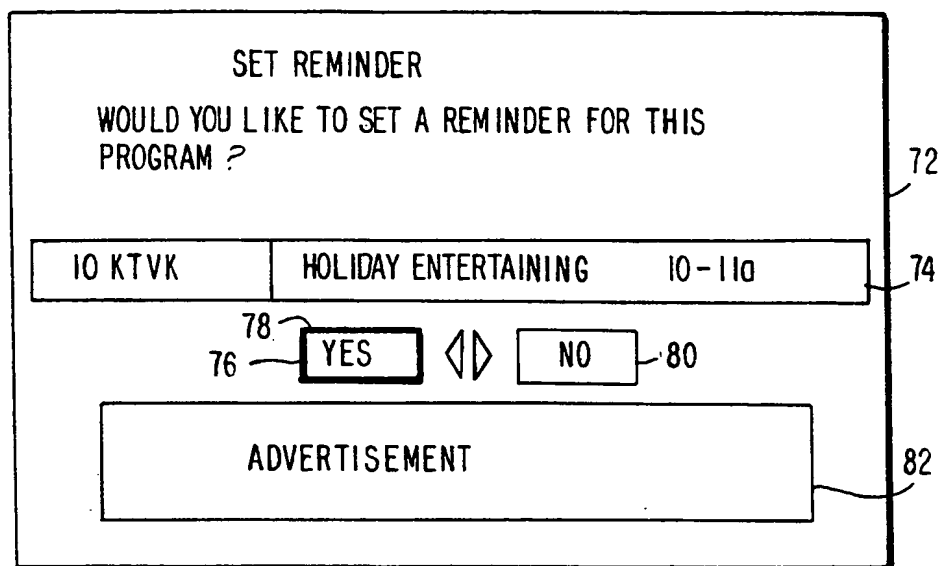 SET REMINDER
WOULD YOU LIKE TO SET A REMINDER FOR THIS
PROGRAM ?
72
10 KTVK HOLIDAY ENTERTAINING 10-11a 74
78
76 YES NO 80
ADVERTISEMENT
82